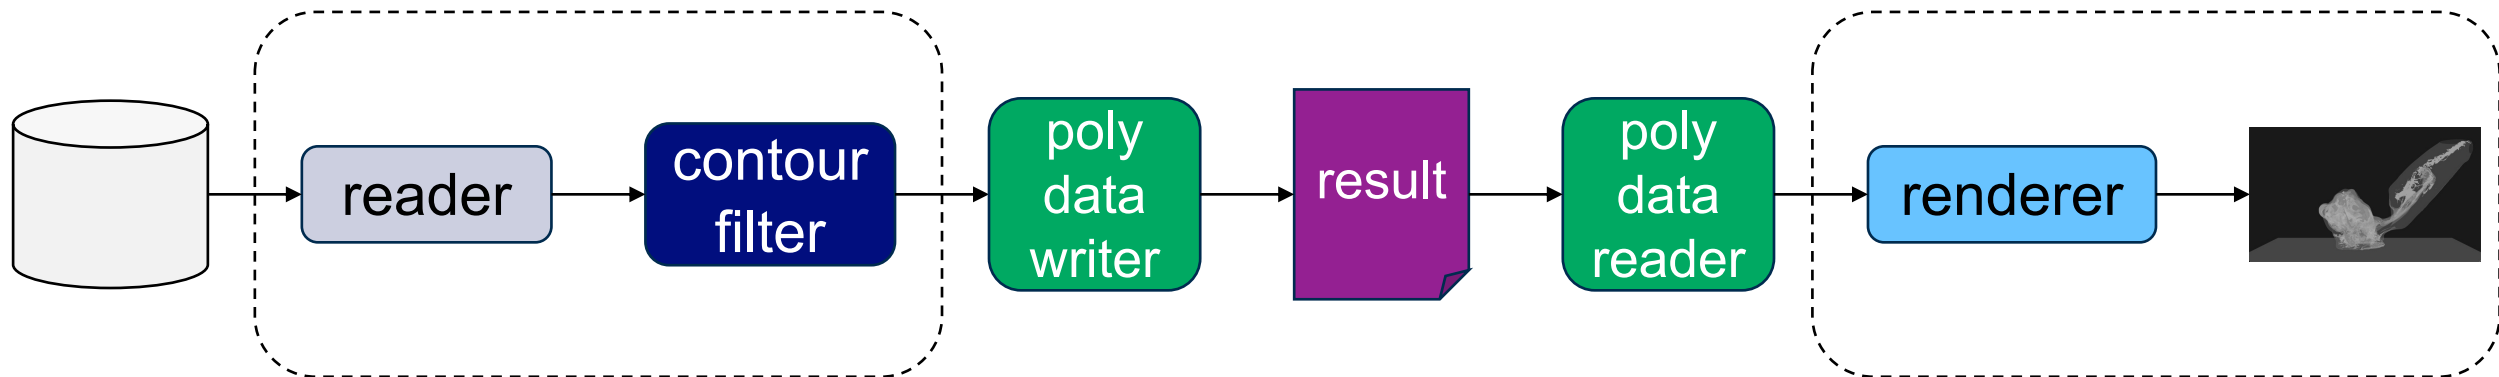 reader
contour
filter
poly
data
writer
result
poly
data
reader
renderer